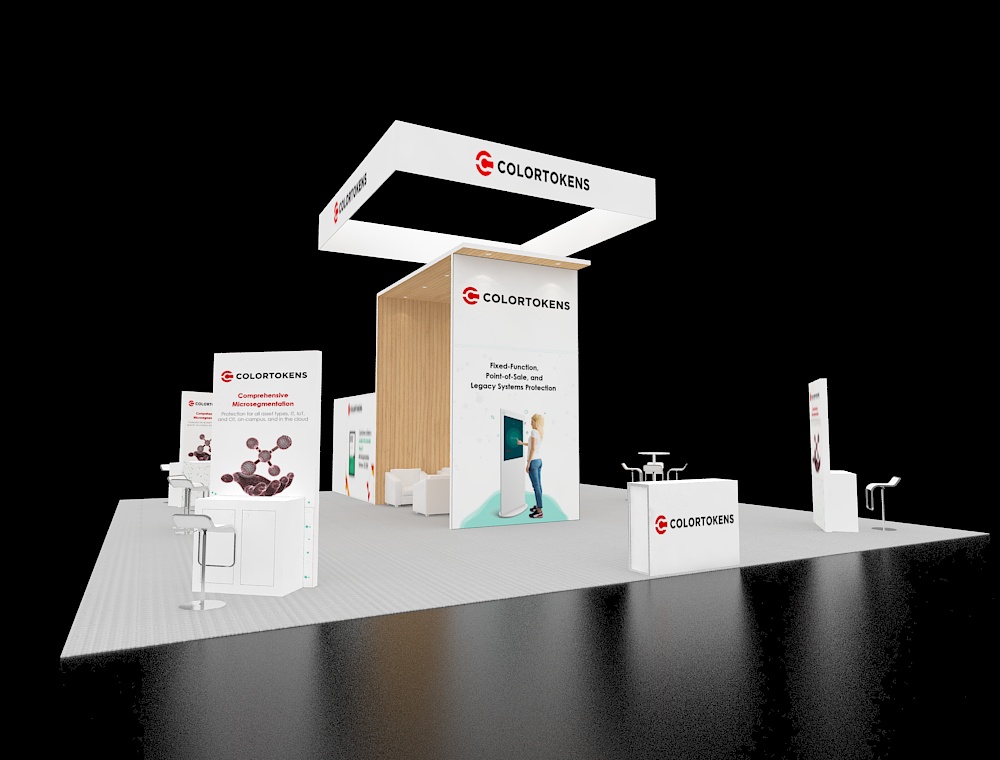 COLORTOKENS
COLORTOKENS
COLORTOKENS
Fixed-Function,
Point-of-Sale, and
Legacy Systems Protection
COLORTOKENS
Comprehensive
Microsegmentation
Protection for all asset types, IT, IoT,
and OT, on-campus, and in the cloud
COLORTOKENS